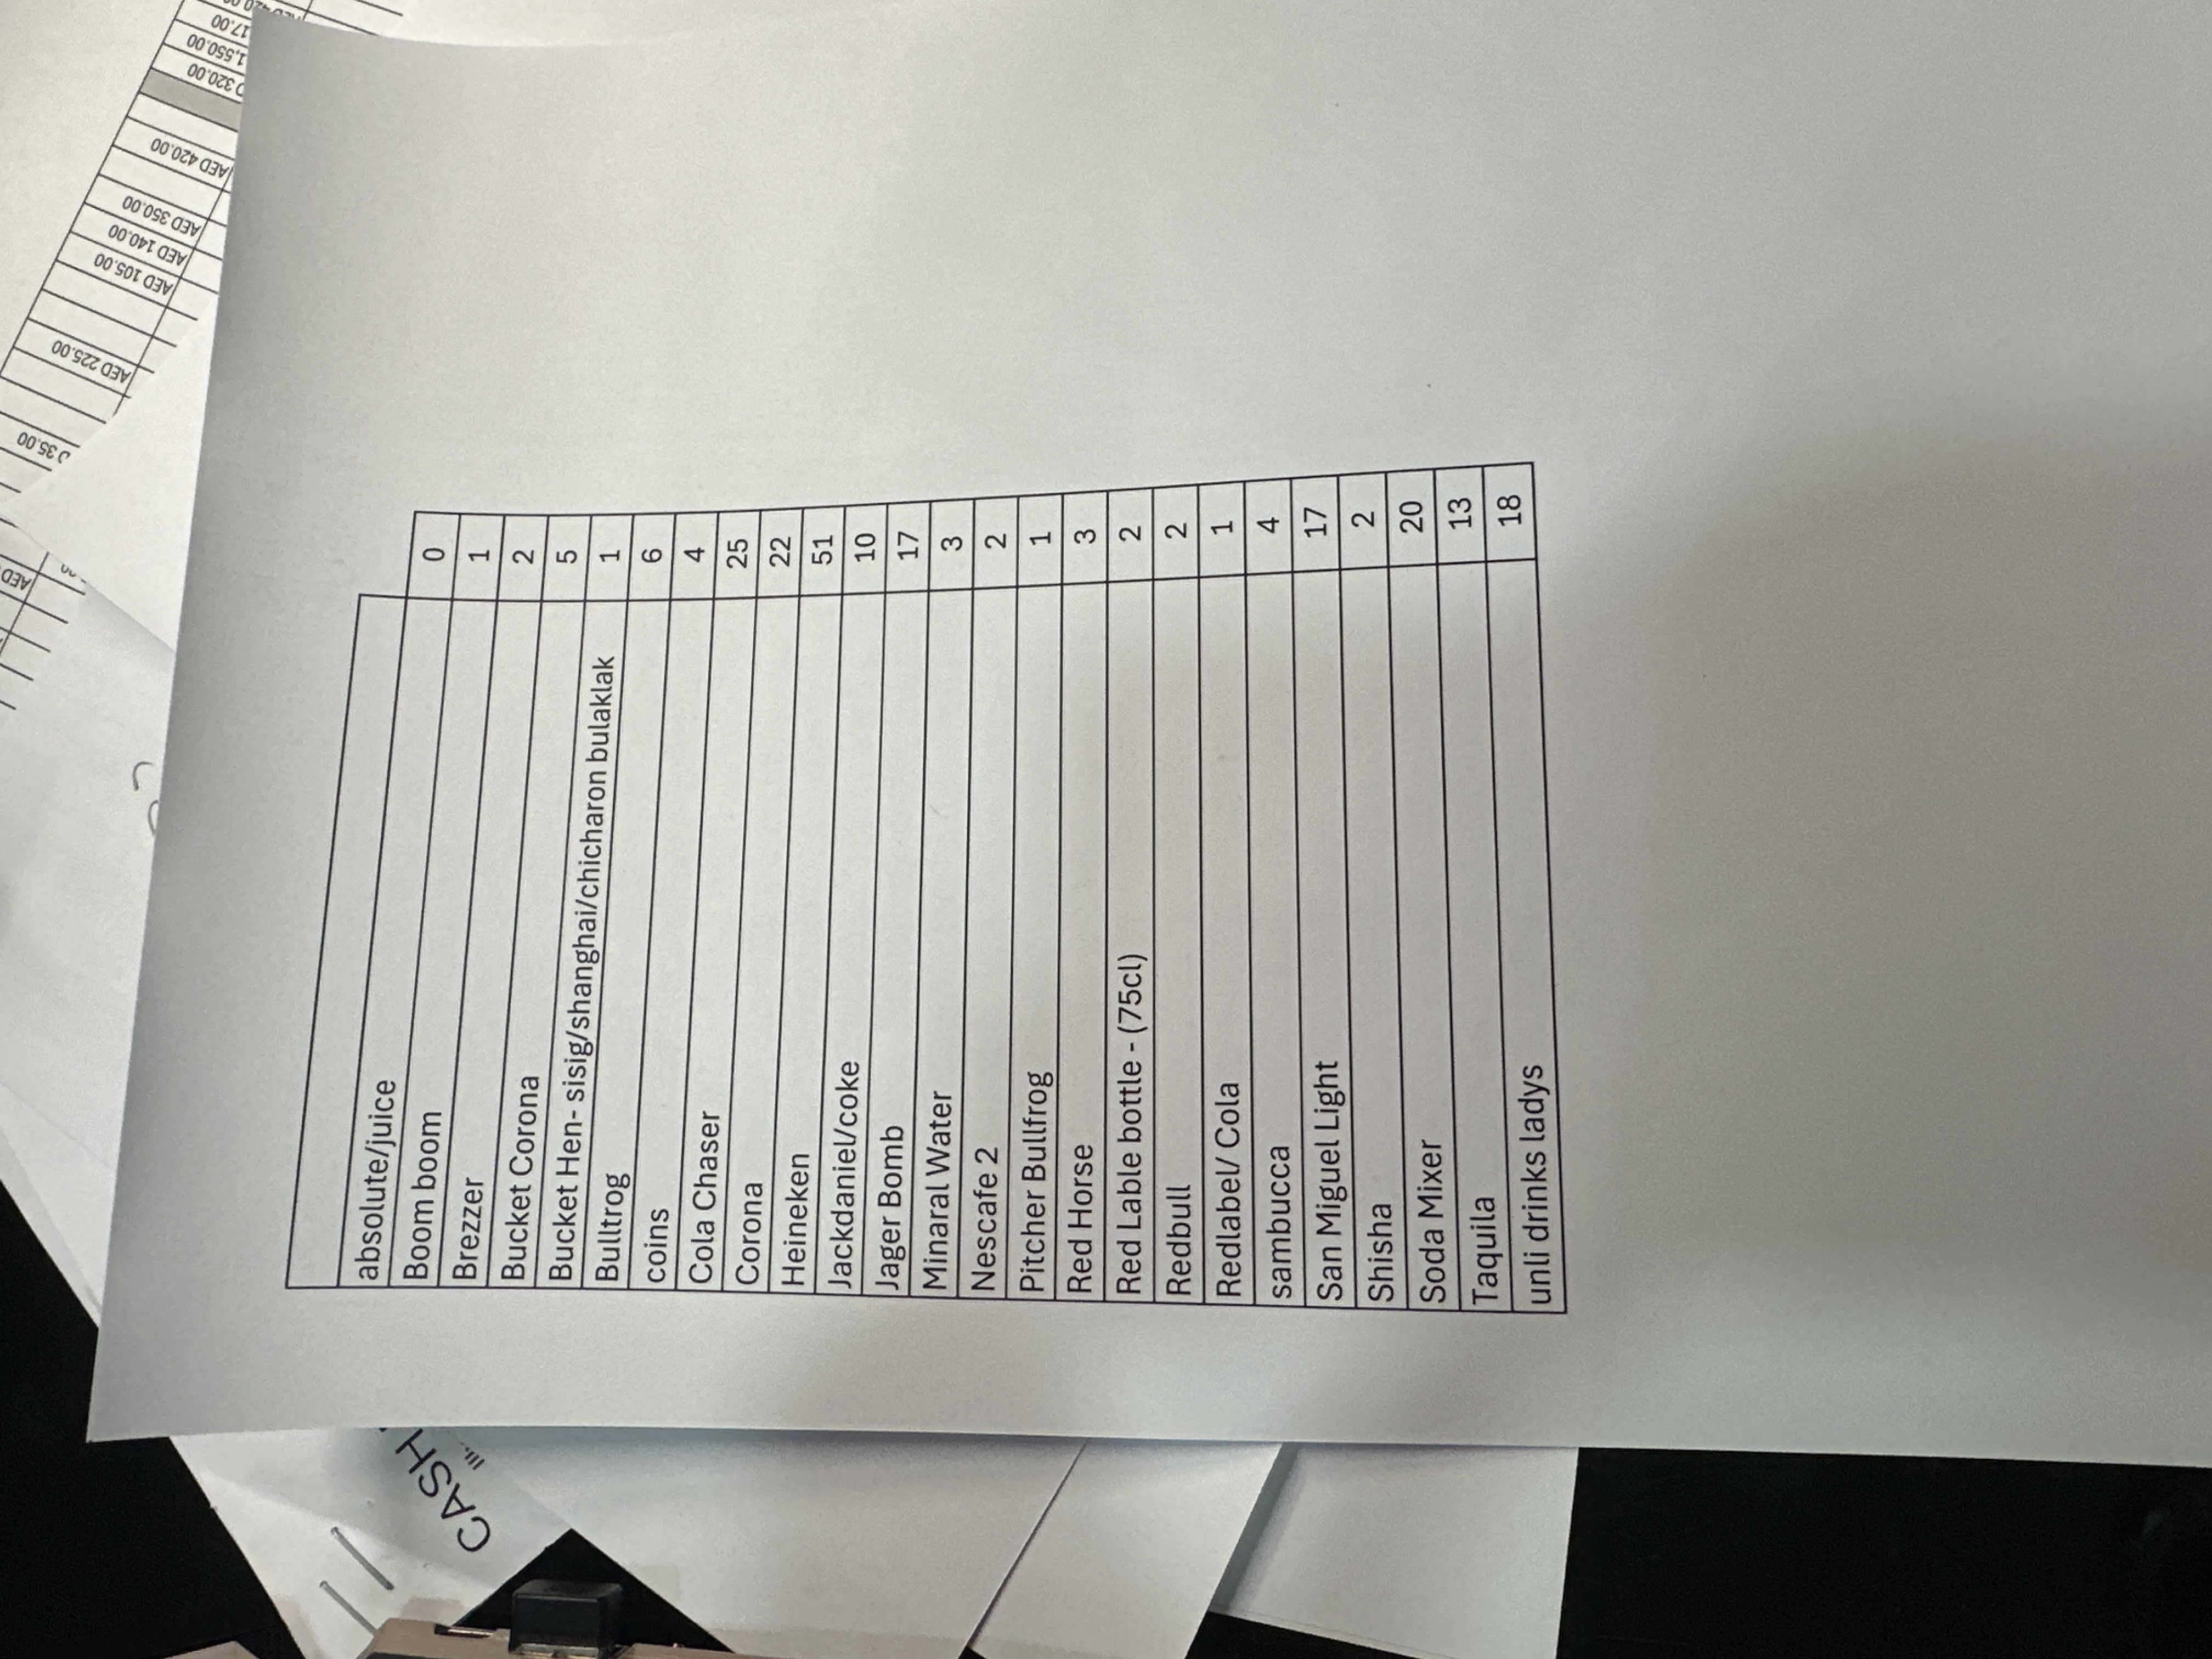 AED
35.00
AED 225.00
AED 105.00
AED 140.00
AED 350.00
AED 420.00
320.00
1,550.00
17.00
CASH
absolute/juice 0
Boom boom 1
Brezzer 2
Bucket Corona 5
Bucket Hen- sisig/shanghai/chicharon bulaklak 1
Bulltrog 6
coins 4
Cola Chaser 25
Corona 22
Heineken 51
Jackdaniel/coke 10
Jager Bomb 17
Minaral Water 3
Nescafe 2 2
Pitcher Bullfrog 1
Red Horse 3
Red Lable bottle - (75cl) 2
Redbull 2
Redlabel/ Cola 1
sambucca 4
San Miguel Light 17
Shisha 2
Soda Mixer 20
Taquila 13
unli drinks ladys 18